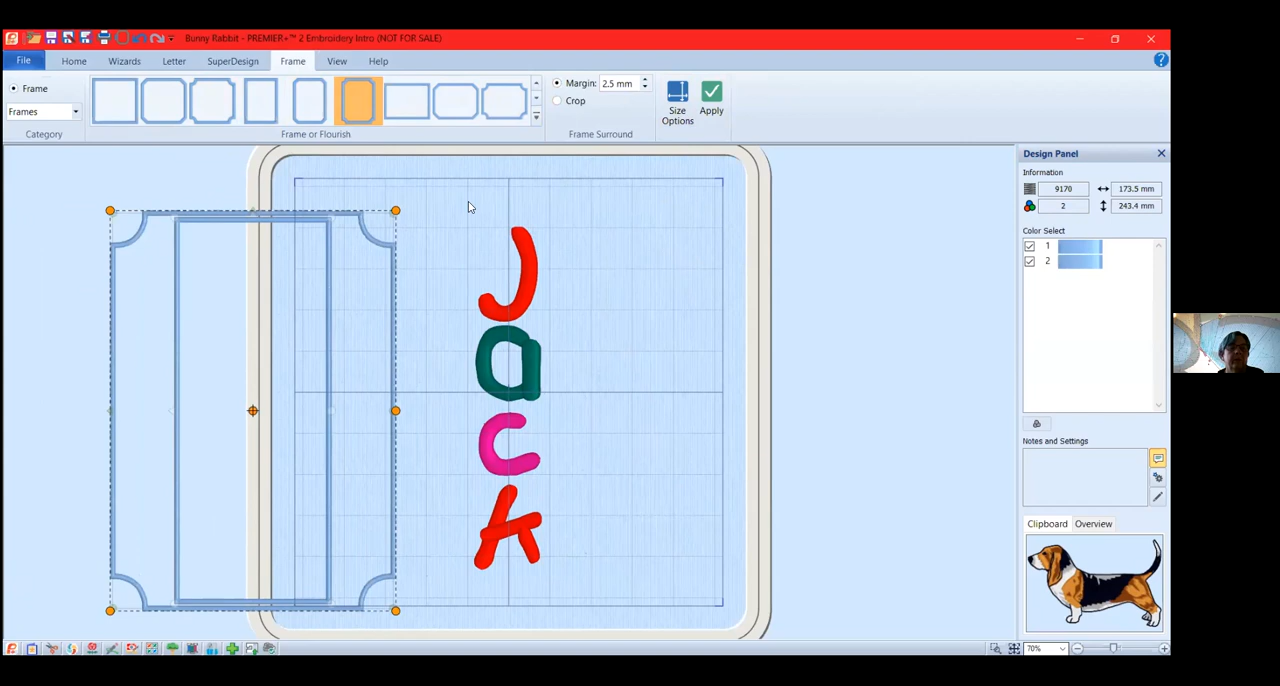 Bunny Rabbit - PREMIER+™ 2 Embroidery Intro (NOT FOR SALE)
File Home Wizards Letter SuperDesign Frame View Help
Frame
Frames
Category
Frame or Flourish
Margin: 2.5 mm
Crop
Frame Surround
Size Options
Apply
Design Panel
Information
9170 173.5 mm
2 243.4 mm
Color Select
1
2
Notes and Settings
Clipboard Overview
J
a
c
k
70%